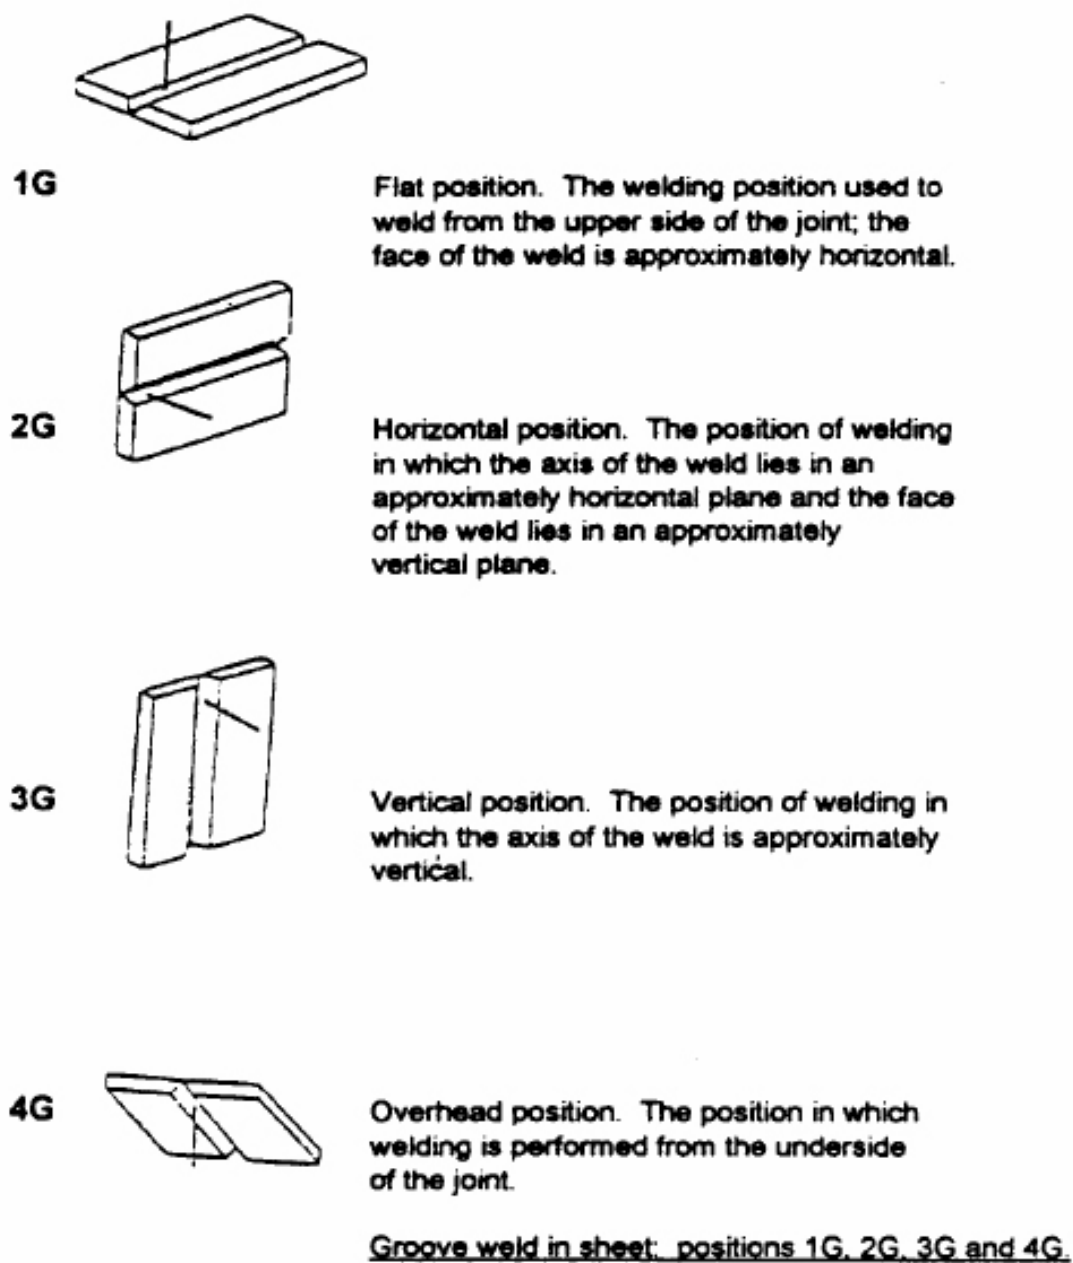 1G
Flat position. The welding position used to
weld from the upper side of the joint; the
face of the weld is approximately horizontal.
2G
Horizontal position. The position of welding
in which the axis of the weld lies in an
approximately horizontal plane and the face
of the weld lies in an approximately
vertical plane.
3G
Vertical position. The position of welding in
which the axis of the weld is approximately
vertical.
4G
Overhead position. The position in which
welding is performed from the underside
of the joint.
Groove weld in sheet; positions 1G, 2G, 3G and 4G.